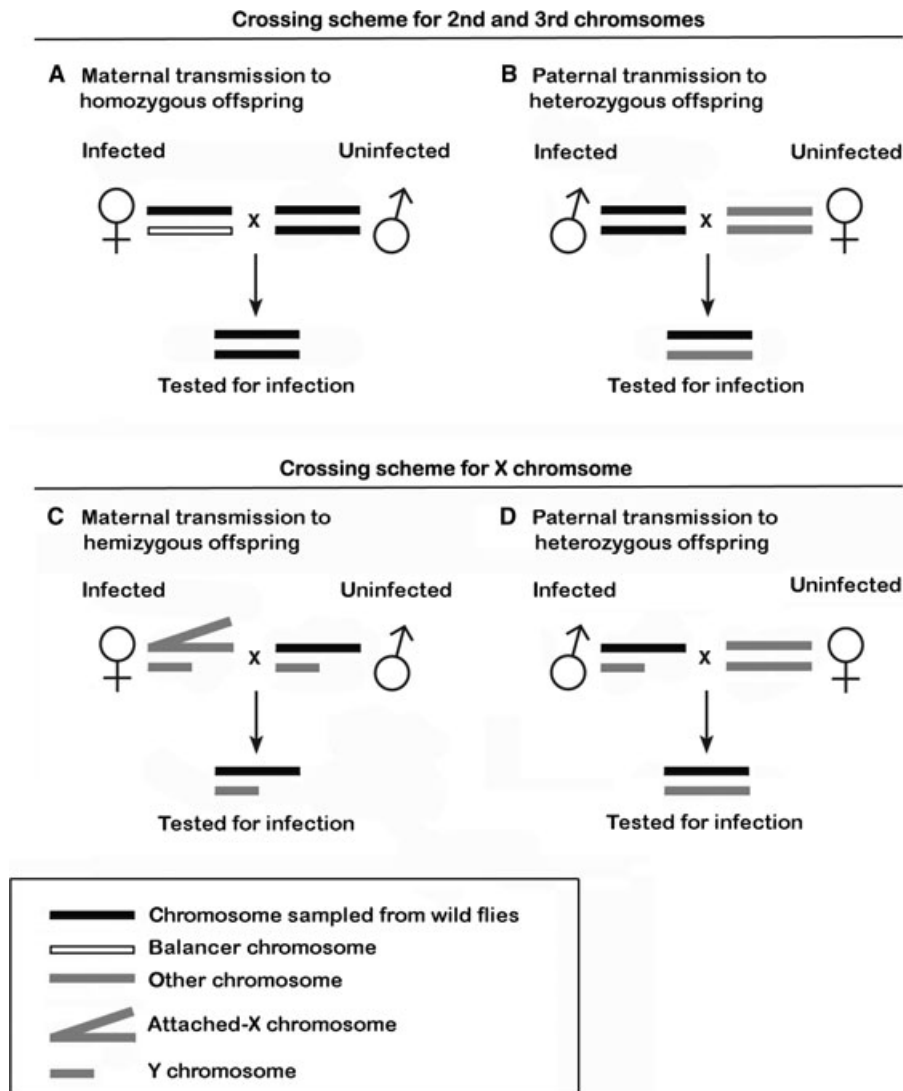 Crossing scheme for 2nd and 3rd chromsomes
A Maternal transmission to
homozygous offspring
Infected Uninfected
X
Tested for infection
B Paternal tranmission to
heterozygous offspring
Infected Uninfected
X
Tested for infection
Crossing scheme for X chromsome
C Maternal transmission to
hemizygous offspring
Infected Uninfected
X
Tested for infection
D Paternal transmission to
heterozygous offspring
Infected Uninfected
X
Tested for infection
Chromosome sampled from wild flies
Balancer chromosome
Other chromosome
Attached-X chromosome
Y chromosome